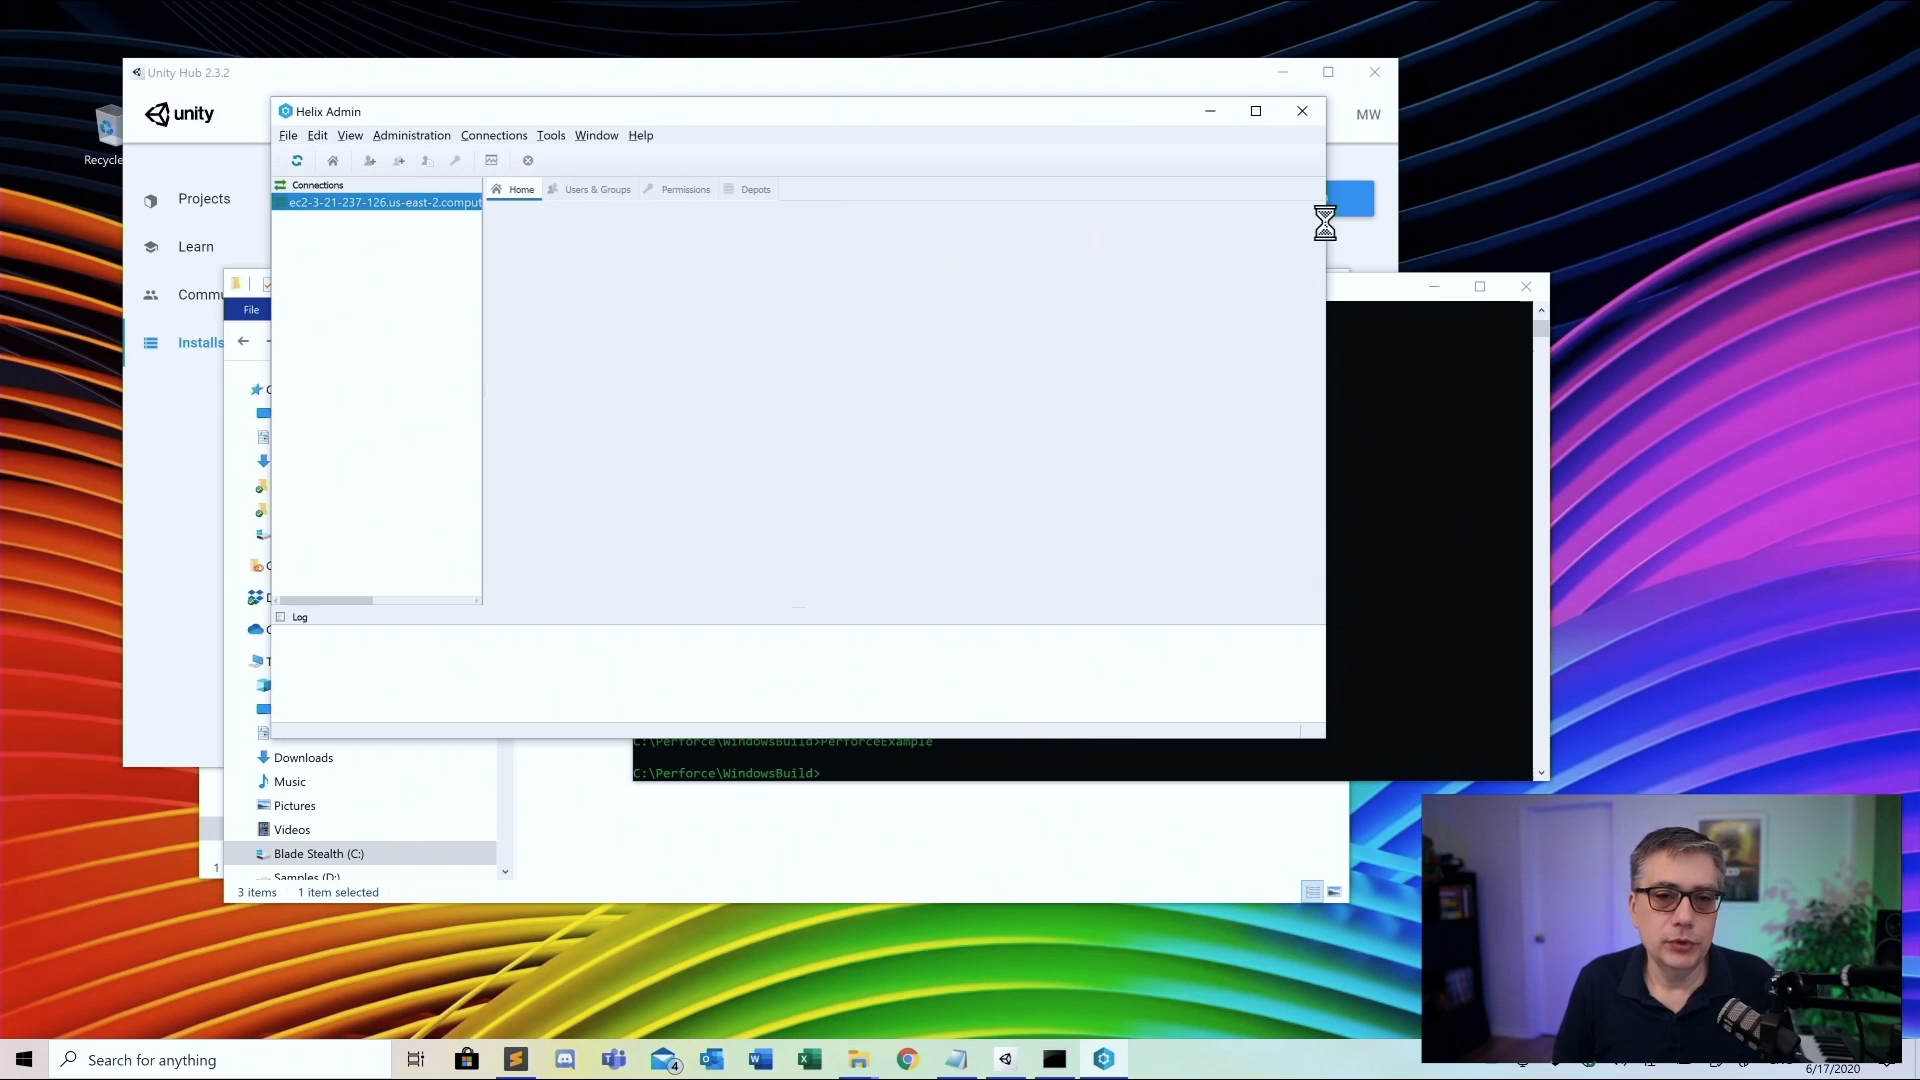 Unity Hub 2.3.2
unity
MW
Recycle
Projects
Learn
Commu
Installs
Helix Admin
File Edit View Administration Connections Tools Window Help
Connections
ec2-3-21-237-126.us-east-2.comput
Home Users & Groups Permissions Depots
Log
File
C:\Perforce\WindowsBuild>PerforceExample
C:\Perforce\WindowsBuild>
Downloads
Music
Pictures
Videos
Blade Stealth (C:)
Samples (D:)
3 items 1 item selected
1
Search for anything
4
6/17/2020